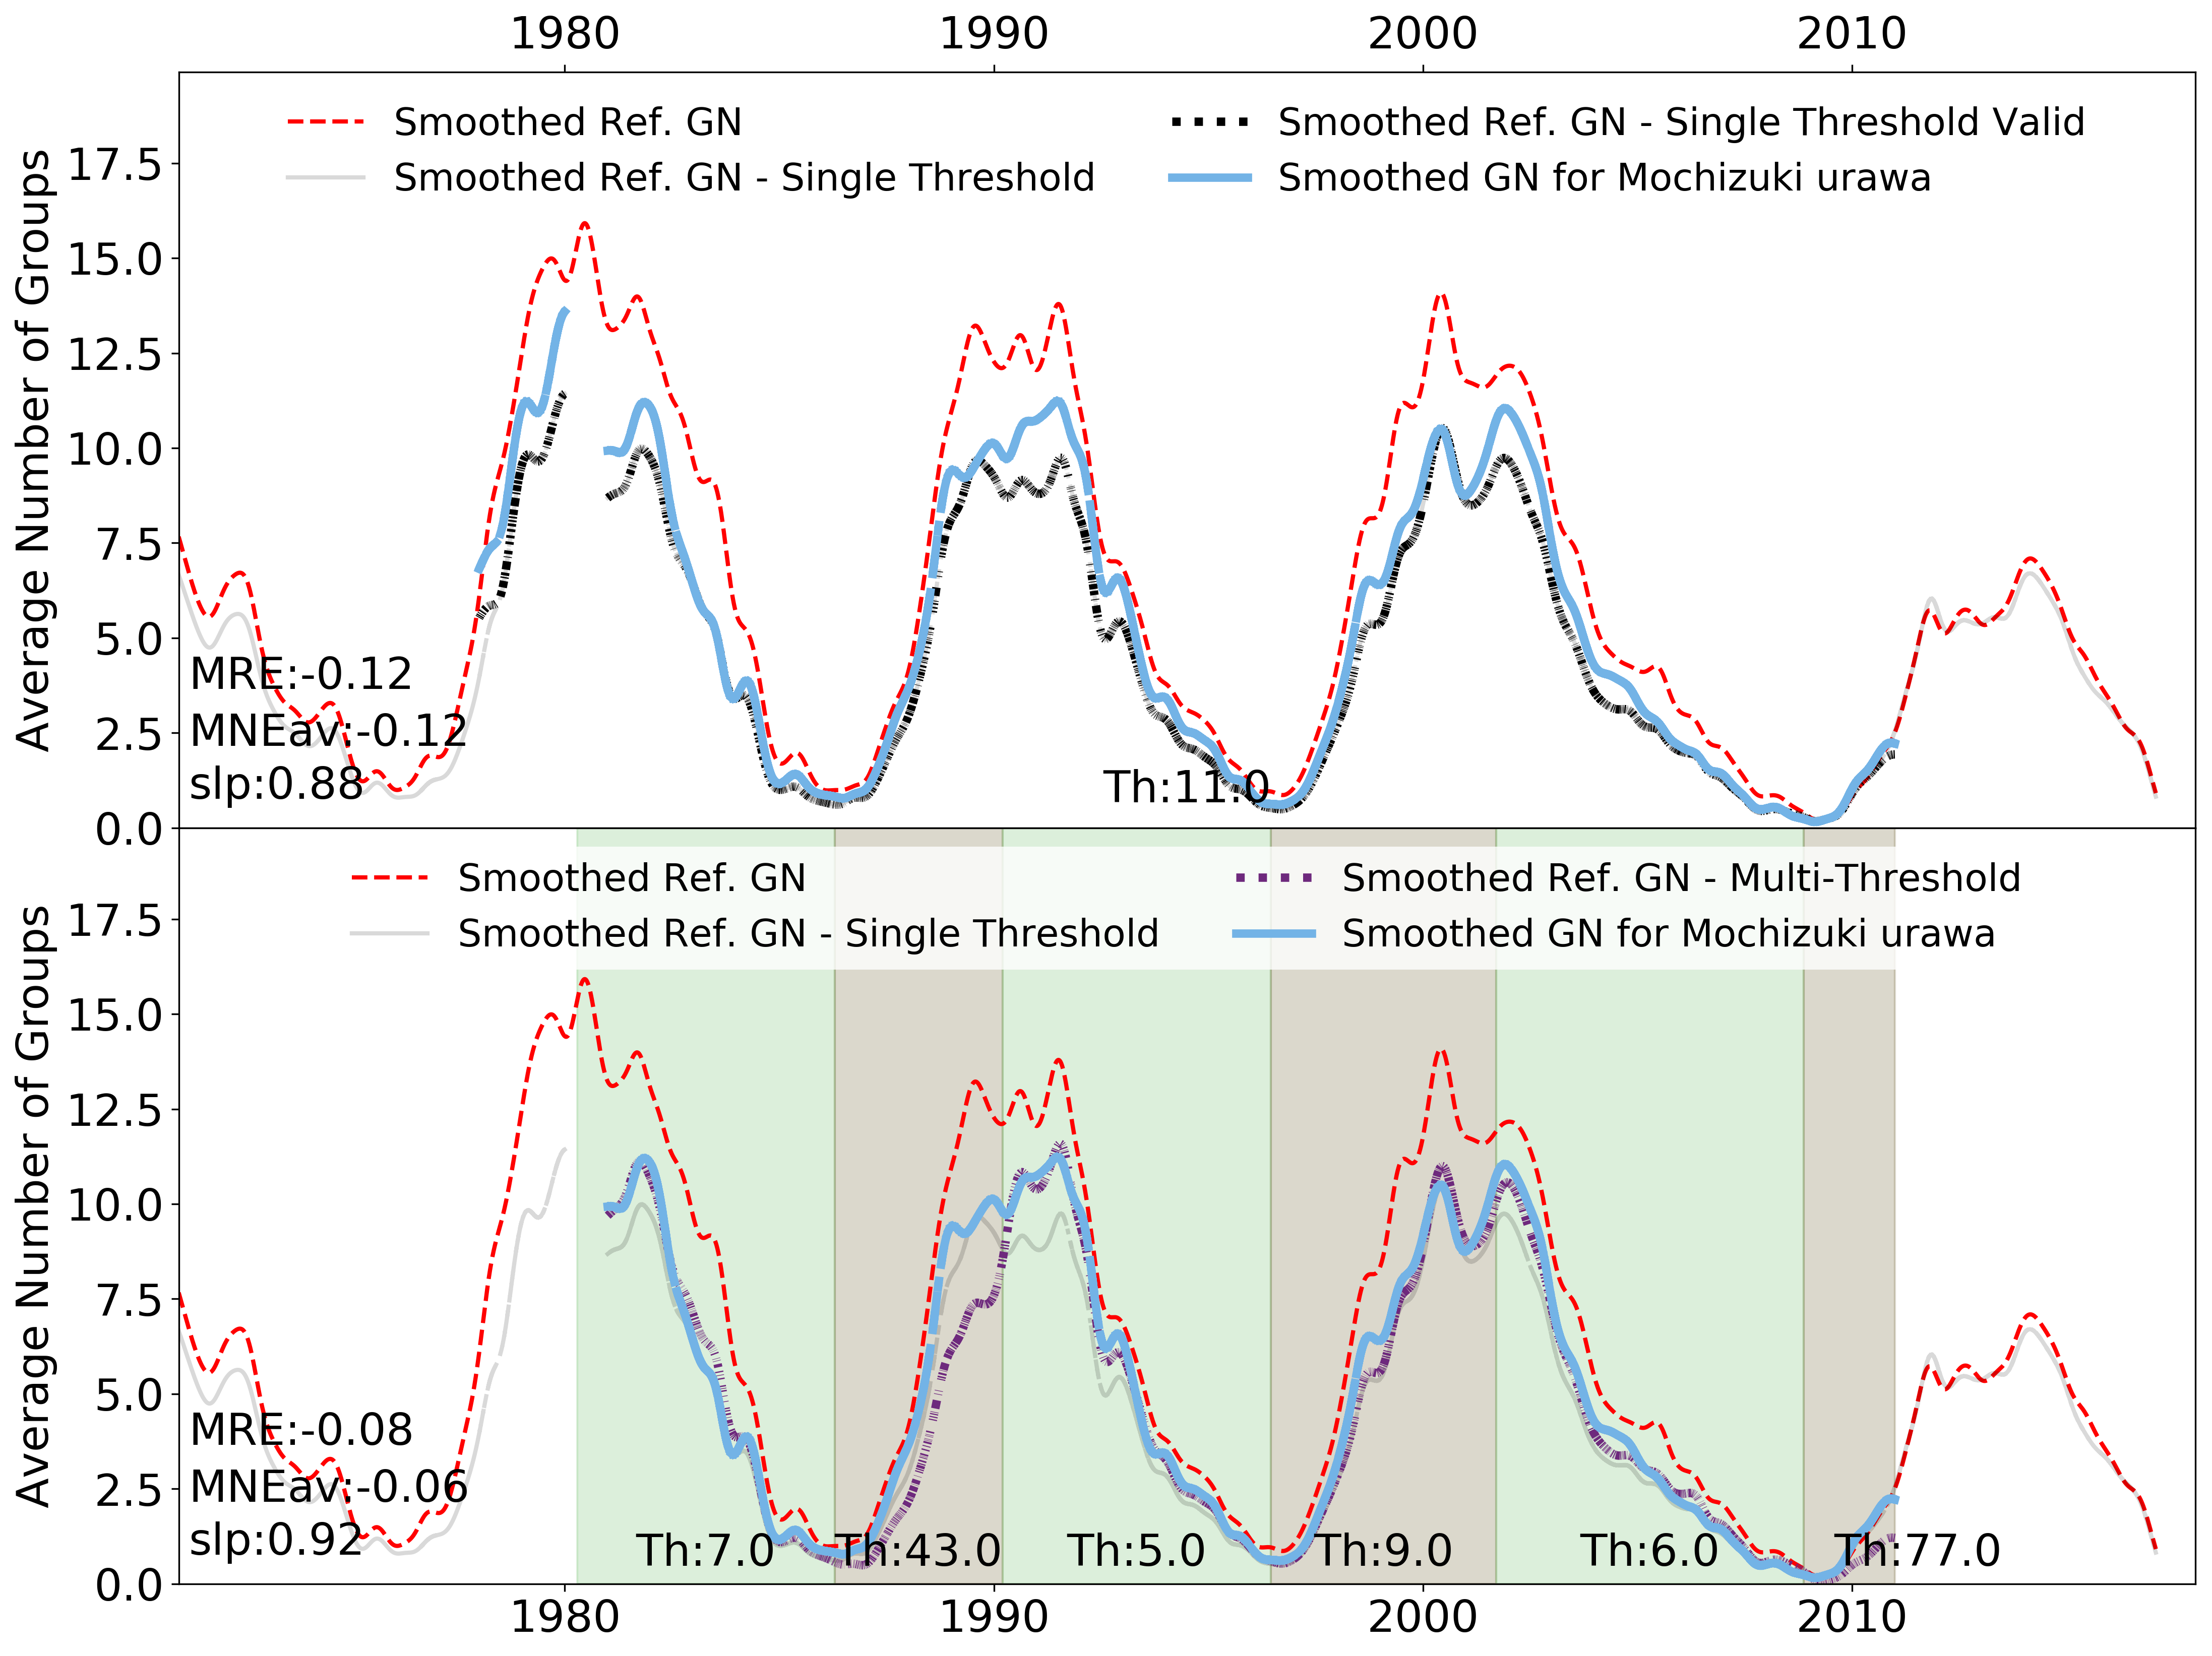 1980 1990 2000 2010
Smoothed Ref. GN
Smoothed Ref. GN - Single Threshold
Smoothed Ref. GN - Single Threshold Valid
Smoothed GN for Mochizuki urawa
Average Number of Groups
17.5
15.0
12.5
10.0
7.5
5.0
2.5
0.0
MRE:-0.12
MNEav:-0.12
slp:0.88
Th:11.0
Smoothed Ref. GN
Smoothed Ref. GN - Single Threshold
Smoothed Ref. GN - Multi-Threshold
Smoothed GN for Mochizuki urawa
Average Number of Groups
17.5
15.0
12.5
10.0
7.5
5.0
2.5
0.0
MRE:-0.08
MNEav:-0.06
slp:0.92
Th:7.0 Th:43.0 Th:5.0 Th:9.0 Th:6.0 Th:77.0
1980 1990 2000 2010